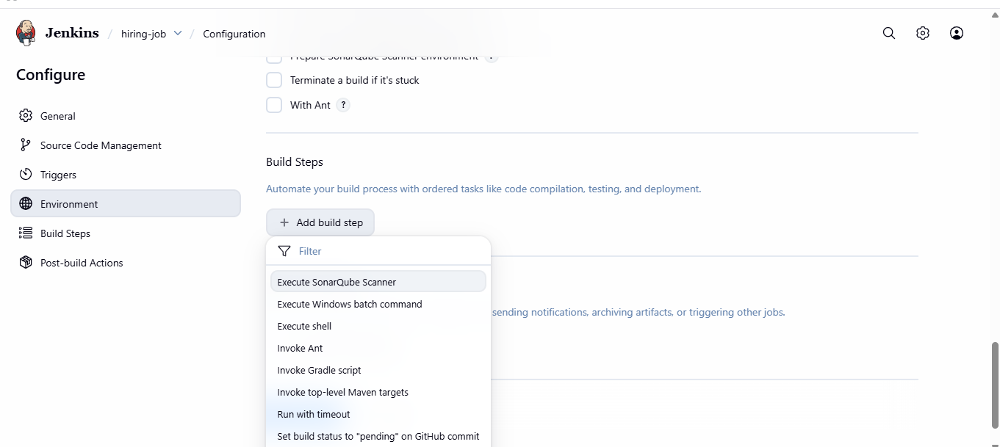 Jenkins / hiring-job / Configuration
Configure
General
Source Code Management
Triggers
Environment
Build Steps
Post-build Actions
Prepare SonarQube Scanner environment ?
Terminate a build if it's stuck
With Ant ?
Build Steps
Automate your build process with ordered tasks like code compilation, testing, and deployment.
+ Add build step
Filter
Execute SonarQube Scanner
Execute Windows batch command
Execute shell
Invoke Ant
Invoke Gradle script
Invoke top-level Maven targets
Run with timeout
Set build status to "pending" on GitHub commit
sending notifications, archiving artifacts, or triggering other jobs.